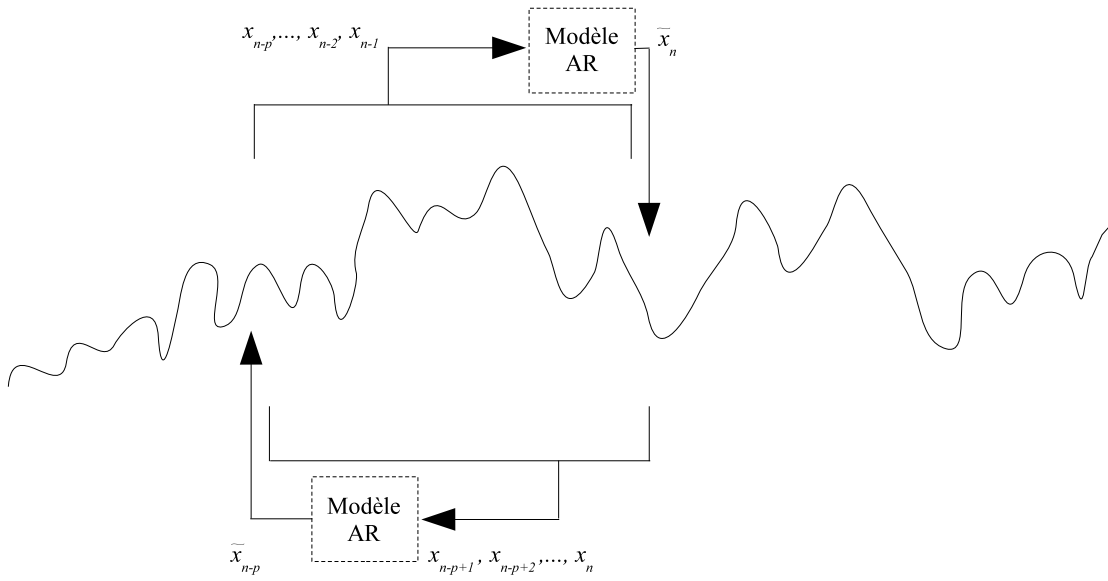 x_{n-p},..., x_{n-2}, x_{n-1}
Modèle
AR
x̃_n
Modèle
AR
x̃_{n-p}
x_{n-p+1}, x_{n-p+2},..., x_n